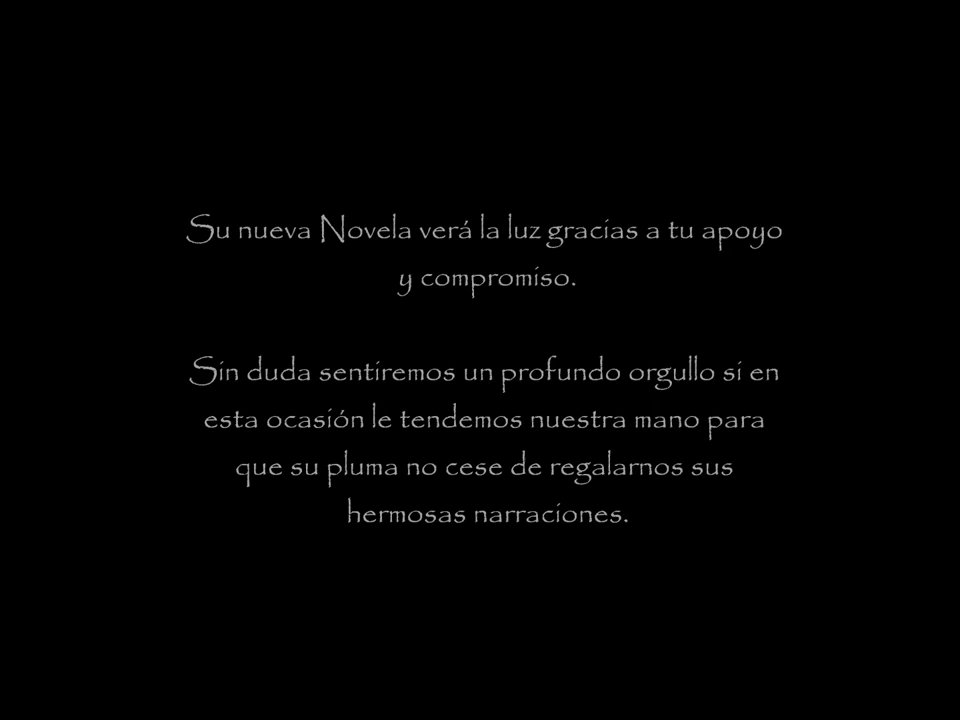 Su nueva Novela verá la luz gracias a tu apoyo
y compromiso.
Sin duda sentiremos un profundo orgullo si en
esta ocasión le tendemos nuestra mano para
que su pluma no cese de regalarnos sus
hermosas narraciones.